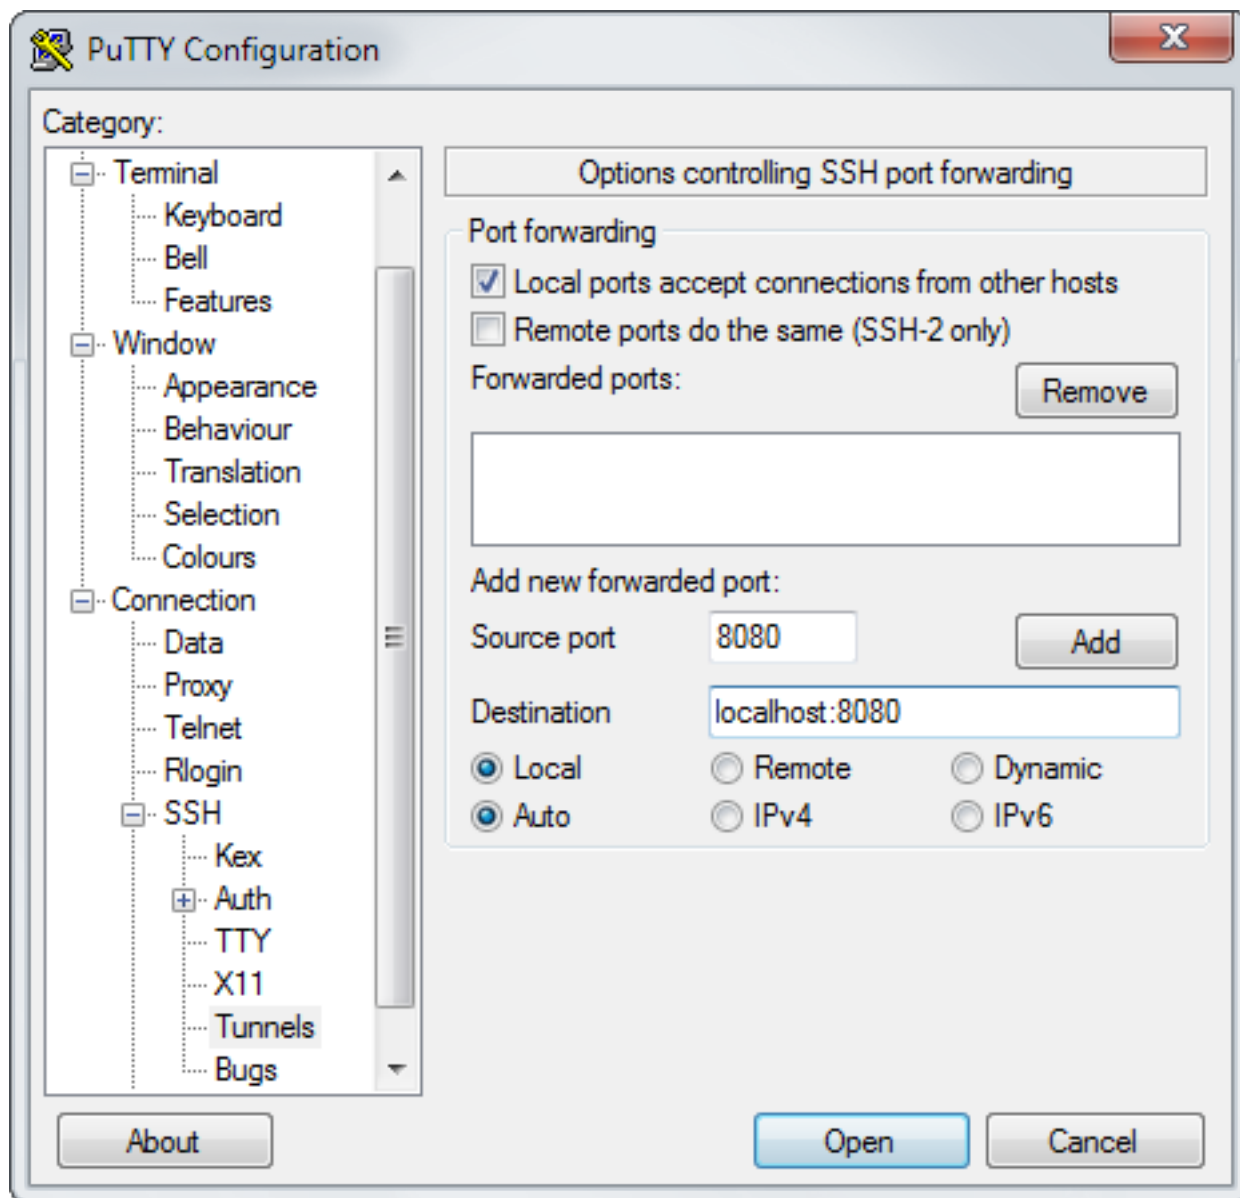 PuTTY Configuration
Category:
Terminal
Keyboard
Bell
Features
Window
Appearance
Behaviour
Translation
Selection
Colours
Connection
Data
Proxy
Telnet
Rlogin
SSH
Kex
Auth
TTY
X11
Tunnels
Bugs
Options controlling SSH port forwarding
Port forwarding
Local ports accept connections from other hosts
Remote ports do the same (SSH-2 only)
Forwarded ports:
Remove
Add new forwarded port:
Source port 8080 Add
Destination localhost:8080
Local Remote Dynamic
Auto IPv4 IPv6
About Open Cancel